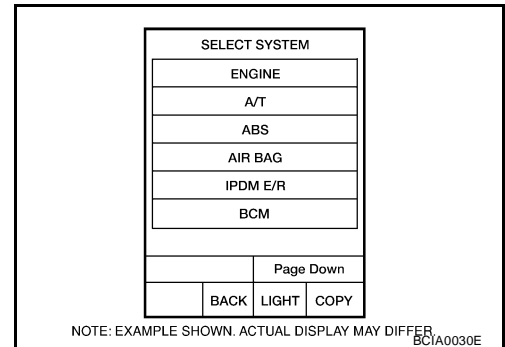 SELECT SYSTEM
ENGINE
A/T
ABS
AIR BAG
IPDM E/R
BCM
Page Down
BACK LIGHT COPY
NOTE: EXAMPLE SHOWN. ACTUAL DISPLAY MAY DIFFER.
BCIA0030E